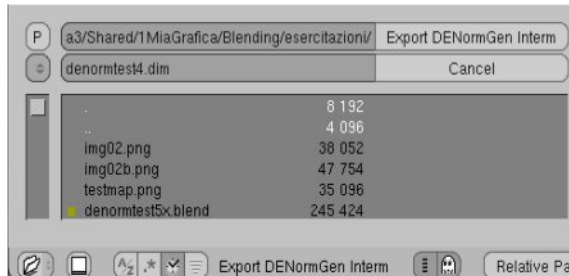 P a3/Shared/1MiaGrafica/Blending/esercitazioni/ Export DENormGen Interm
denormtest4.dim Cancel
. 8 192
.. 4 096
img02.png 38 052
img02b.png 47 754
testmap.png 35 096
denormtest5x.blend 245 424
Export DENormGen Interm Relative Pa